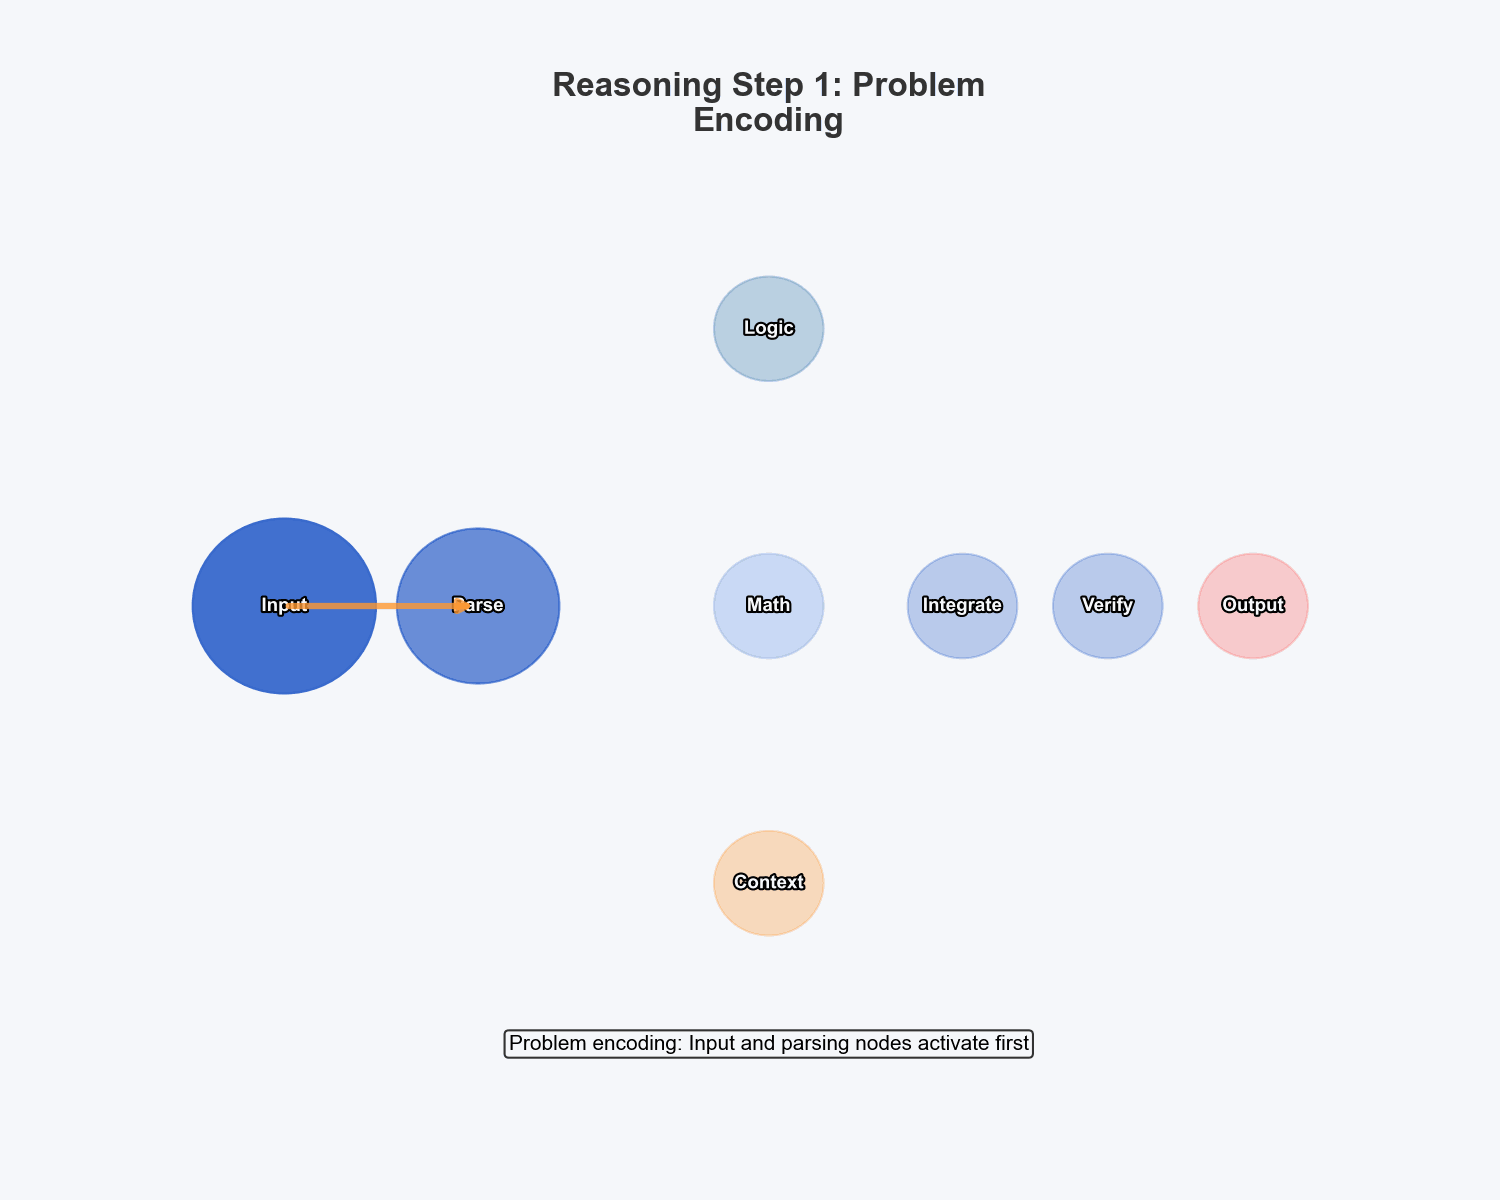 Reasoning Step 1: Problem
Encoding
Logic
Input
Parse
Math
Integrate
Verify
Output
Context
Problem encoding: Input and parsing nodes activate first